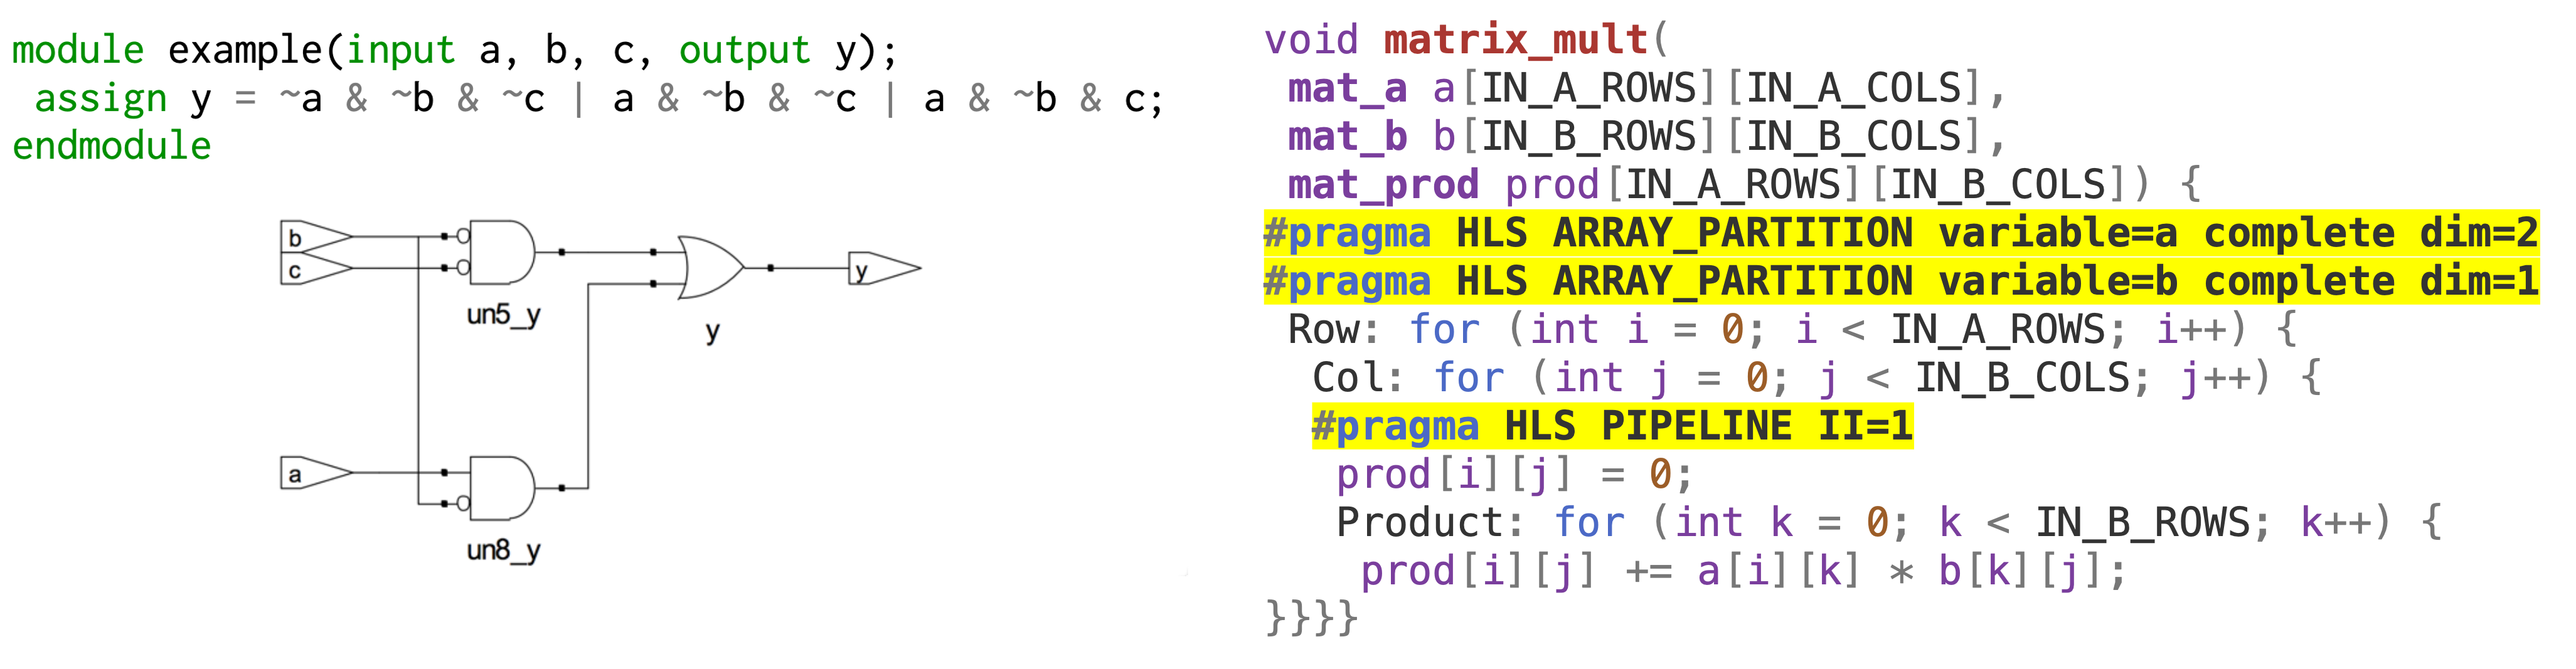 module example(input a, b, c, output y);
 assign y = ~a & ~b & ~c | a & ~b & ~c | a & ~b & c;
endmodule
b
c
un5_y
y
y
a
un8_y
void matrix_mult(
 mat_a a[IN_A_ROWS][IN_A_COLS],
 mat_b b[IN_B_ROWS][IN_B_COLS],
 mat_prod prod[IN_A_ROWS][IN_B_COLS]) {
#pragma HLS ARRAY_PARTITION variable=a complete dim=2
#pragma HLS ARRAY_PARTITION variable=b complete dim=1
 Row: for (int i = 0; i < IN_A_ROWS; i++) {
  Col: for (int j = 0; j < IN_B_COLS; j++) {
  #pragma HLS PIPELINE II=1
   prod[i][j] = 0;
   Product: for (int k = 0; k < IN_B_ROWS; k++) {
    prod[i][j] += a[i][k] * b[k][j];
}}}}